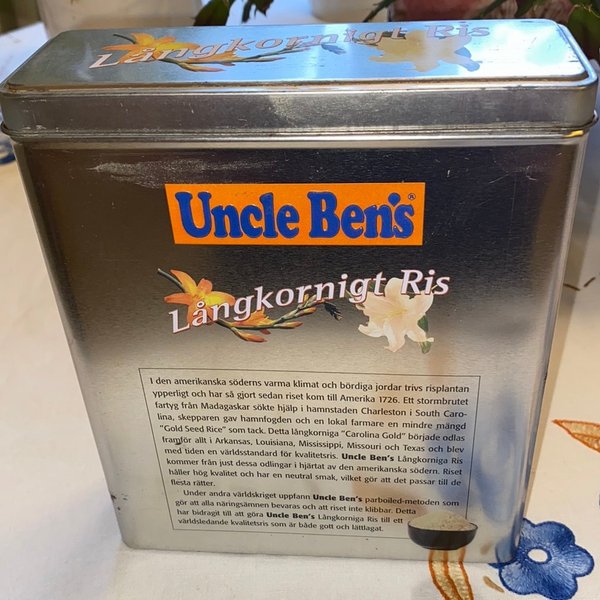 Långkornigt Ris
Uncle Ben's®
Långkornigt Ris
I den amerikanska söderns varma klimat och bördiga jordar trivs risplantan
ypperligt och har så gjort sedan riset kom till Amerika 1726. Ett stormbrutet
fartyg från Madagaskar sökte hjälp i hamnstaden Charleston i South Caro-
lina, skepparen gav hamnfogden och en lokal farmare en mindre mängd
"Gold Seed Rice" som tack. Detta långkorniga "Carolina Gold" började odlas
framför allt i Arkansas, Louisiana, Mississippi, Missouri och Texas och blev
med tiden en världsstandard för kvalitetsris. Uncle Ben's Långkorniga Ris
kommer från just dessa odlingar i hjärtat av den amerikanska södern. Riset
håller hög kvalitet och har en neutral smak, vilket gör att det passar till de
flesta rätter.
Under andra världskriget uppfann Uncle Ben's parboiled-metoden som
gör att alla näringsämnen bevaras och att riset inte klibbar. Detta
har bidragit till att göra Uncle Ben's Långkorniga Ris till ett
världsledande kvalitetsris som är både gott och lättlagat.